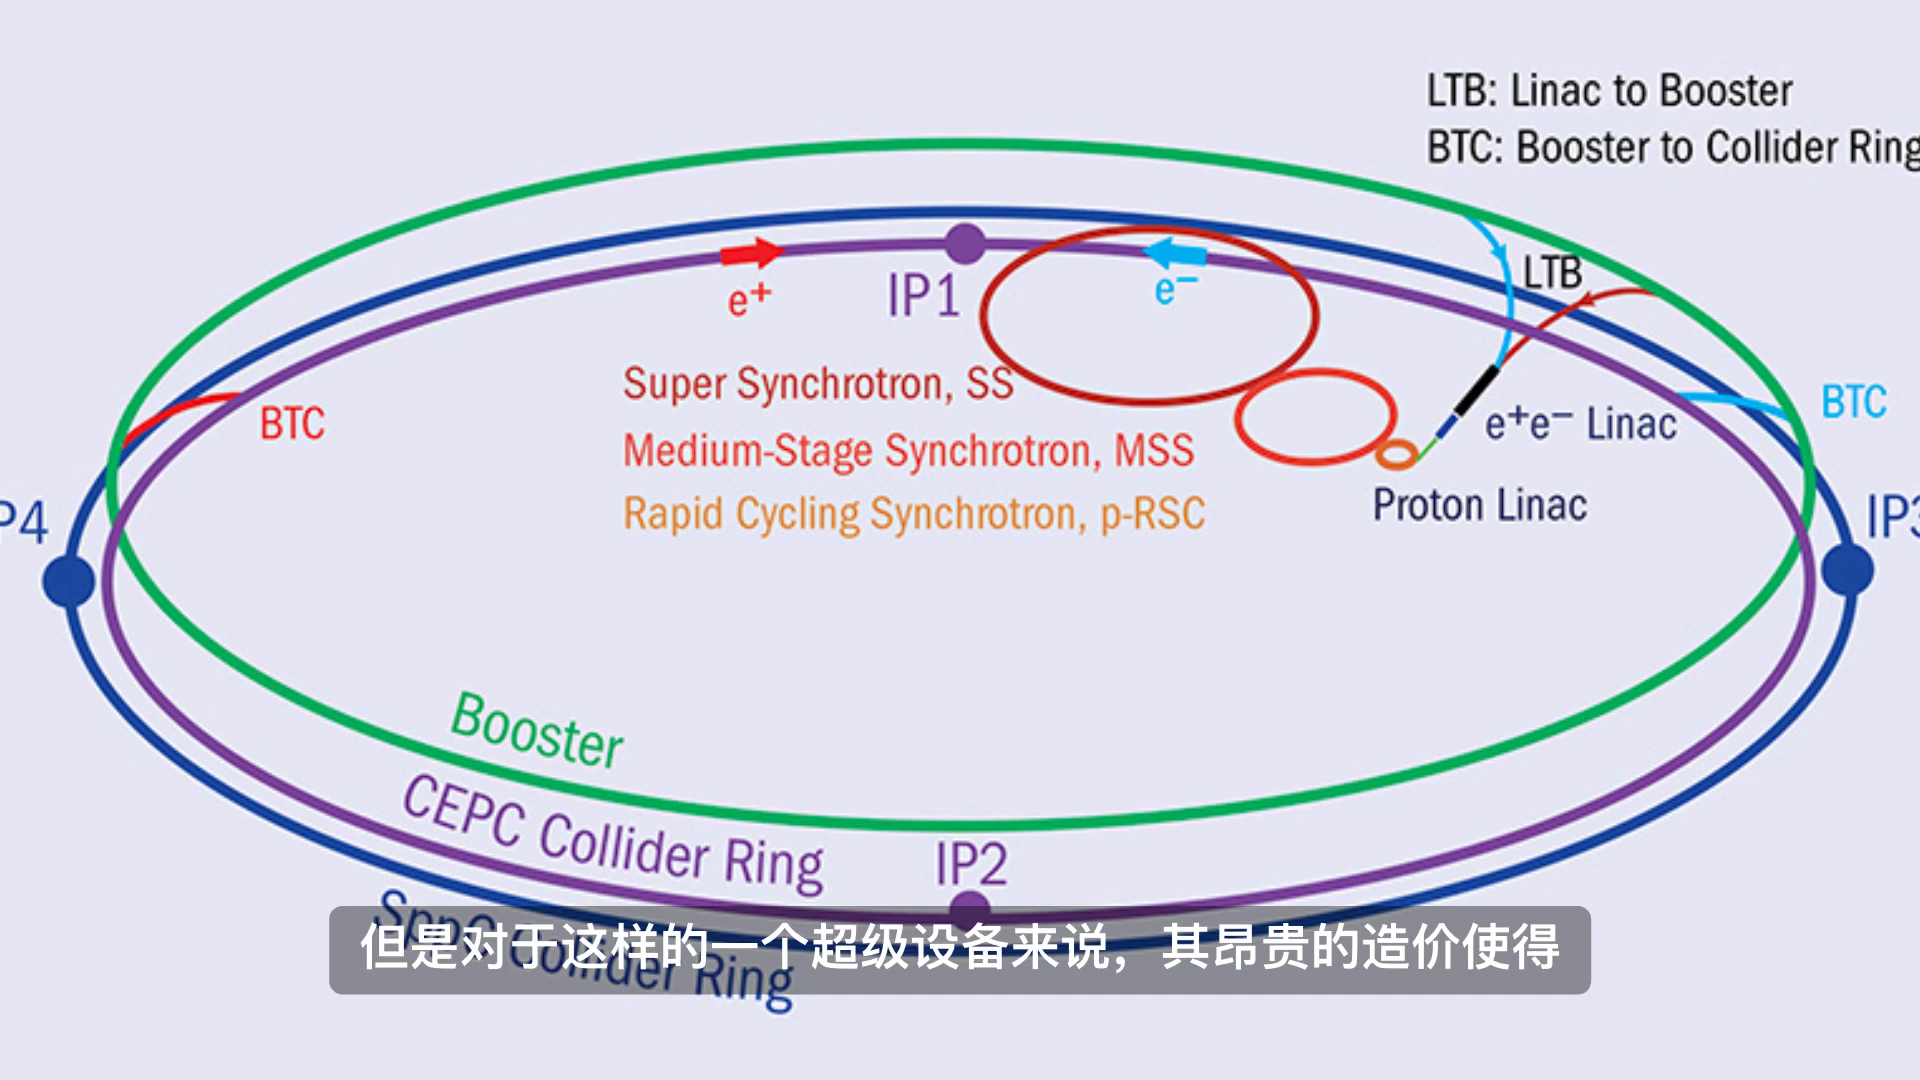 LTB: Linac to Booster
BTC: Booster to Collider Ring
LTB
e⁺
IP1
e⁻
Super Synchrotron, SS
BTC
BTC
e⁺e⁻ Linac
Medium-Stage Synchrotron, MSS
Rapid Cycling Synchrotron, p-RSC
Proton Linac
P4
IP3
Booster
CEPC Collider Ring
IP2
SppC Collider Ring
但是对于这样的一个超级设备来说，其昂贵的造价使得